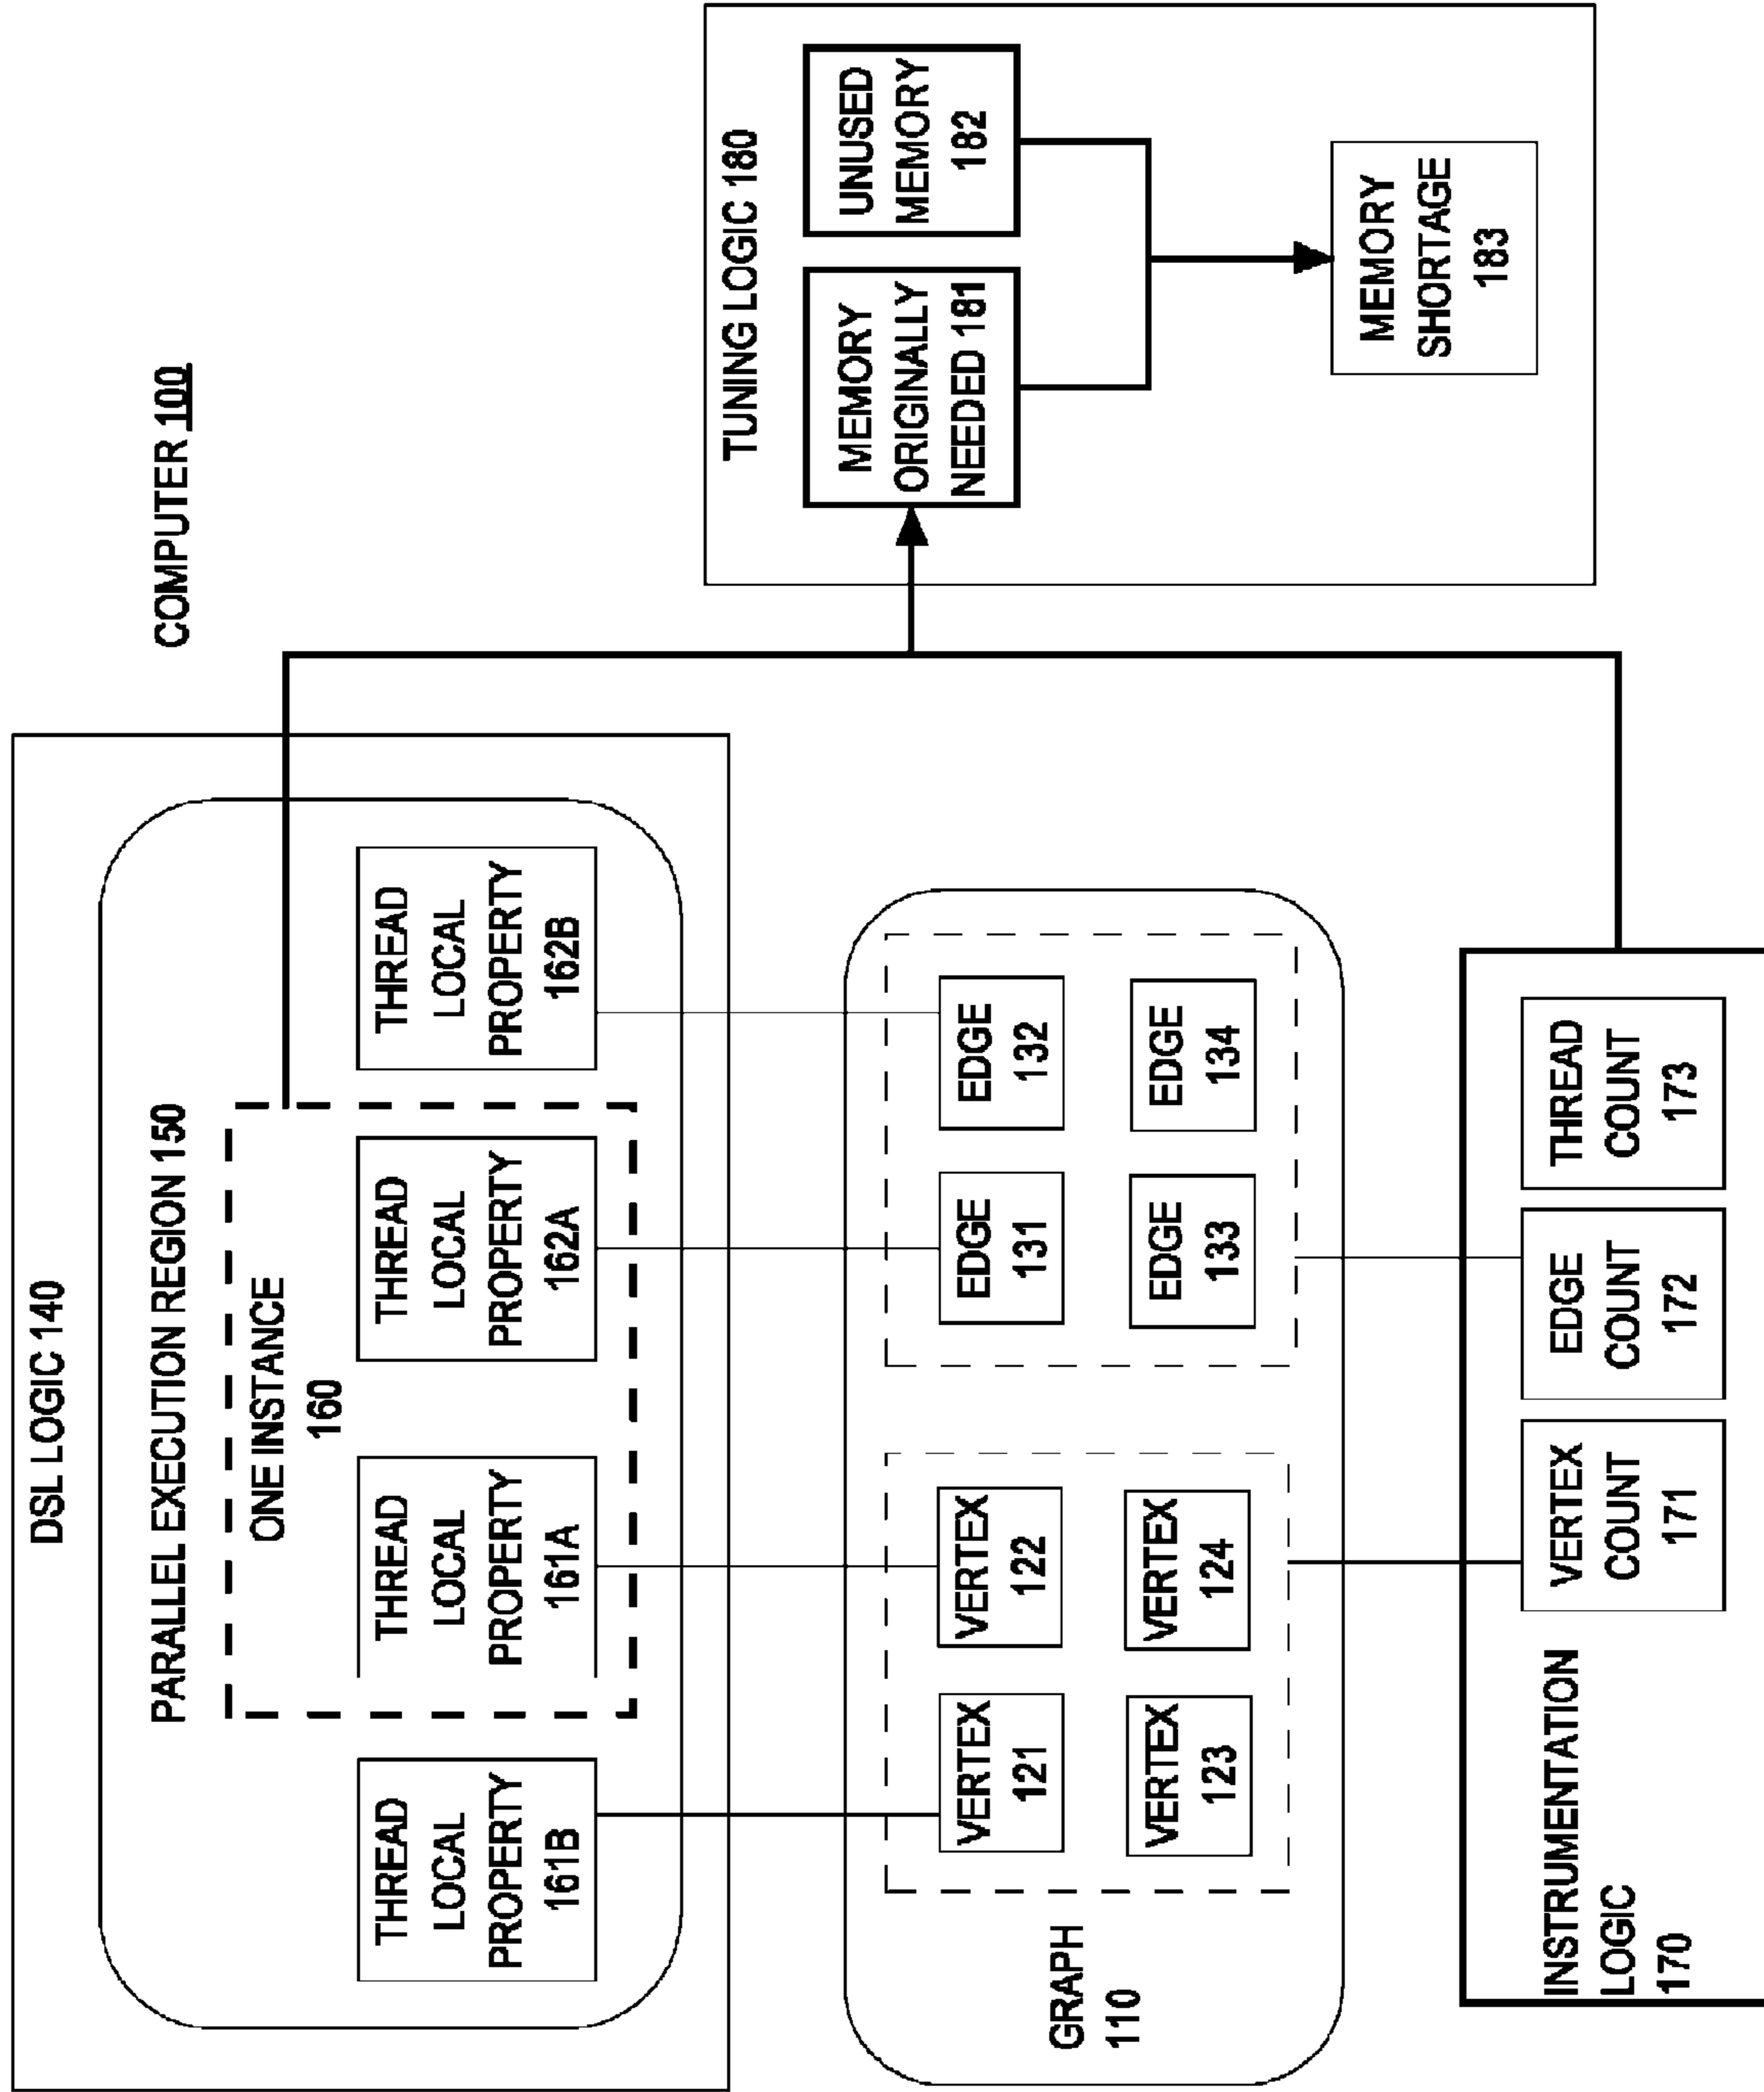 COMPUTER 100
DSL LOGIC 140
PARALLEL EXECUTION REGION 150
ONE INSTANCE
160
THREAD
LOCAL
PROPERTY
161B
THREAD
LOCAL
PROPERTY
161A
THREAD
LOCAL
PROPERTY
162A
THREAD
LOCAL
PROPERTY
162B
GRAPH
110
VERTEX
121
VERTEX
122
VERTEX
123
VERTEX
124
EDGE
131
EDGE
132
EDGE
133
EDGE
134
INSTRUMENTATION
LOGIC
170
VERTEX
COUNT
171
EDGE
COUNT
172
THREAD
COUNT
173
TUNING LOGIC 180
MEMORY
ORIGINALLY
NEEDED 181
UNUSED
MEMORY
182
MEMORY
SHORTAGE
183